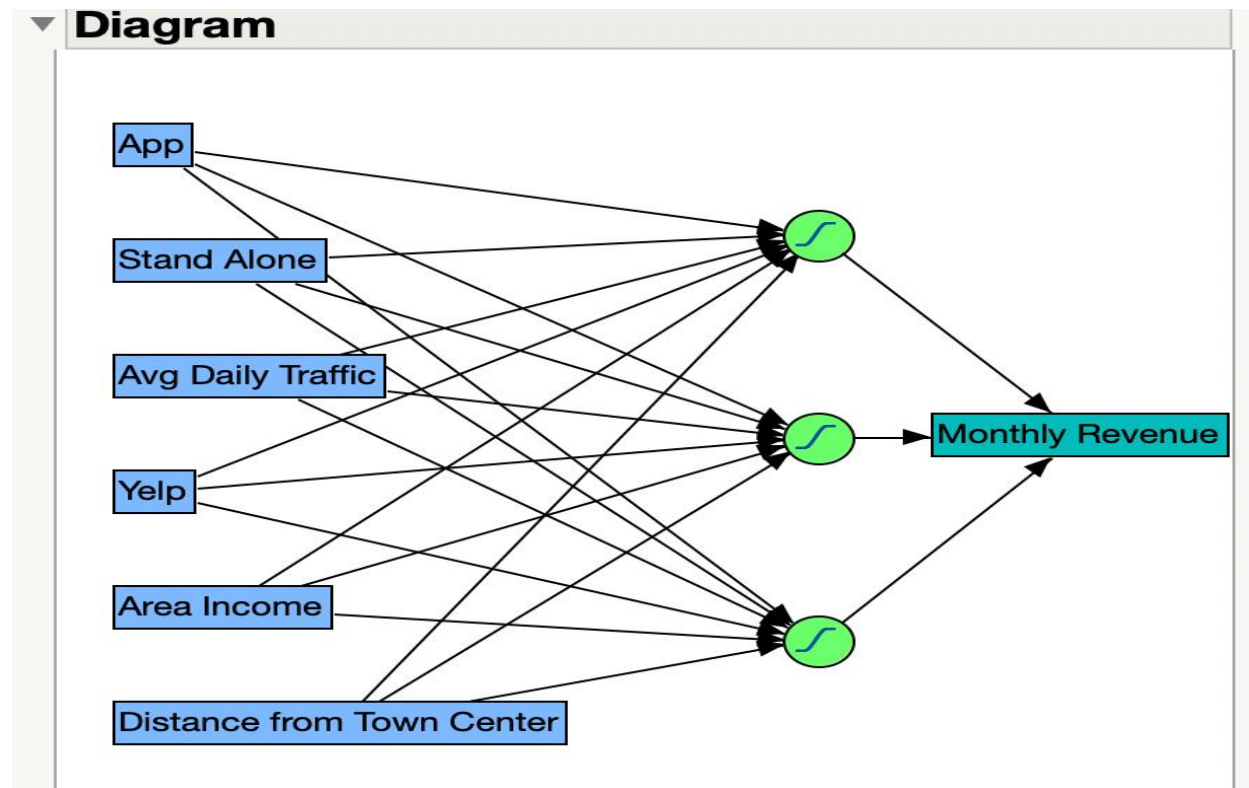 Diagram
App
Stand Alone
Avg Daily Traffic
Yelp
Area Income
Distance from Town Center
Monthly Revenue